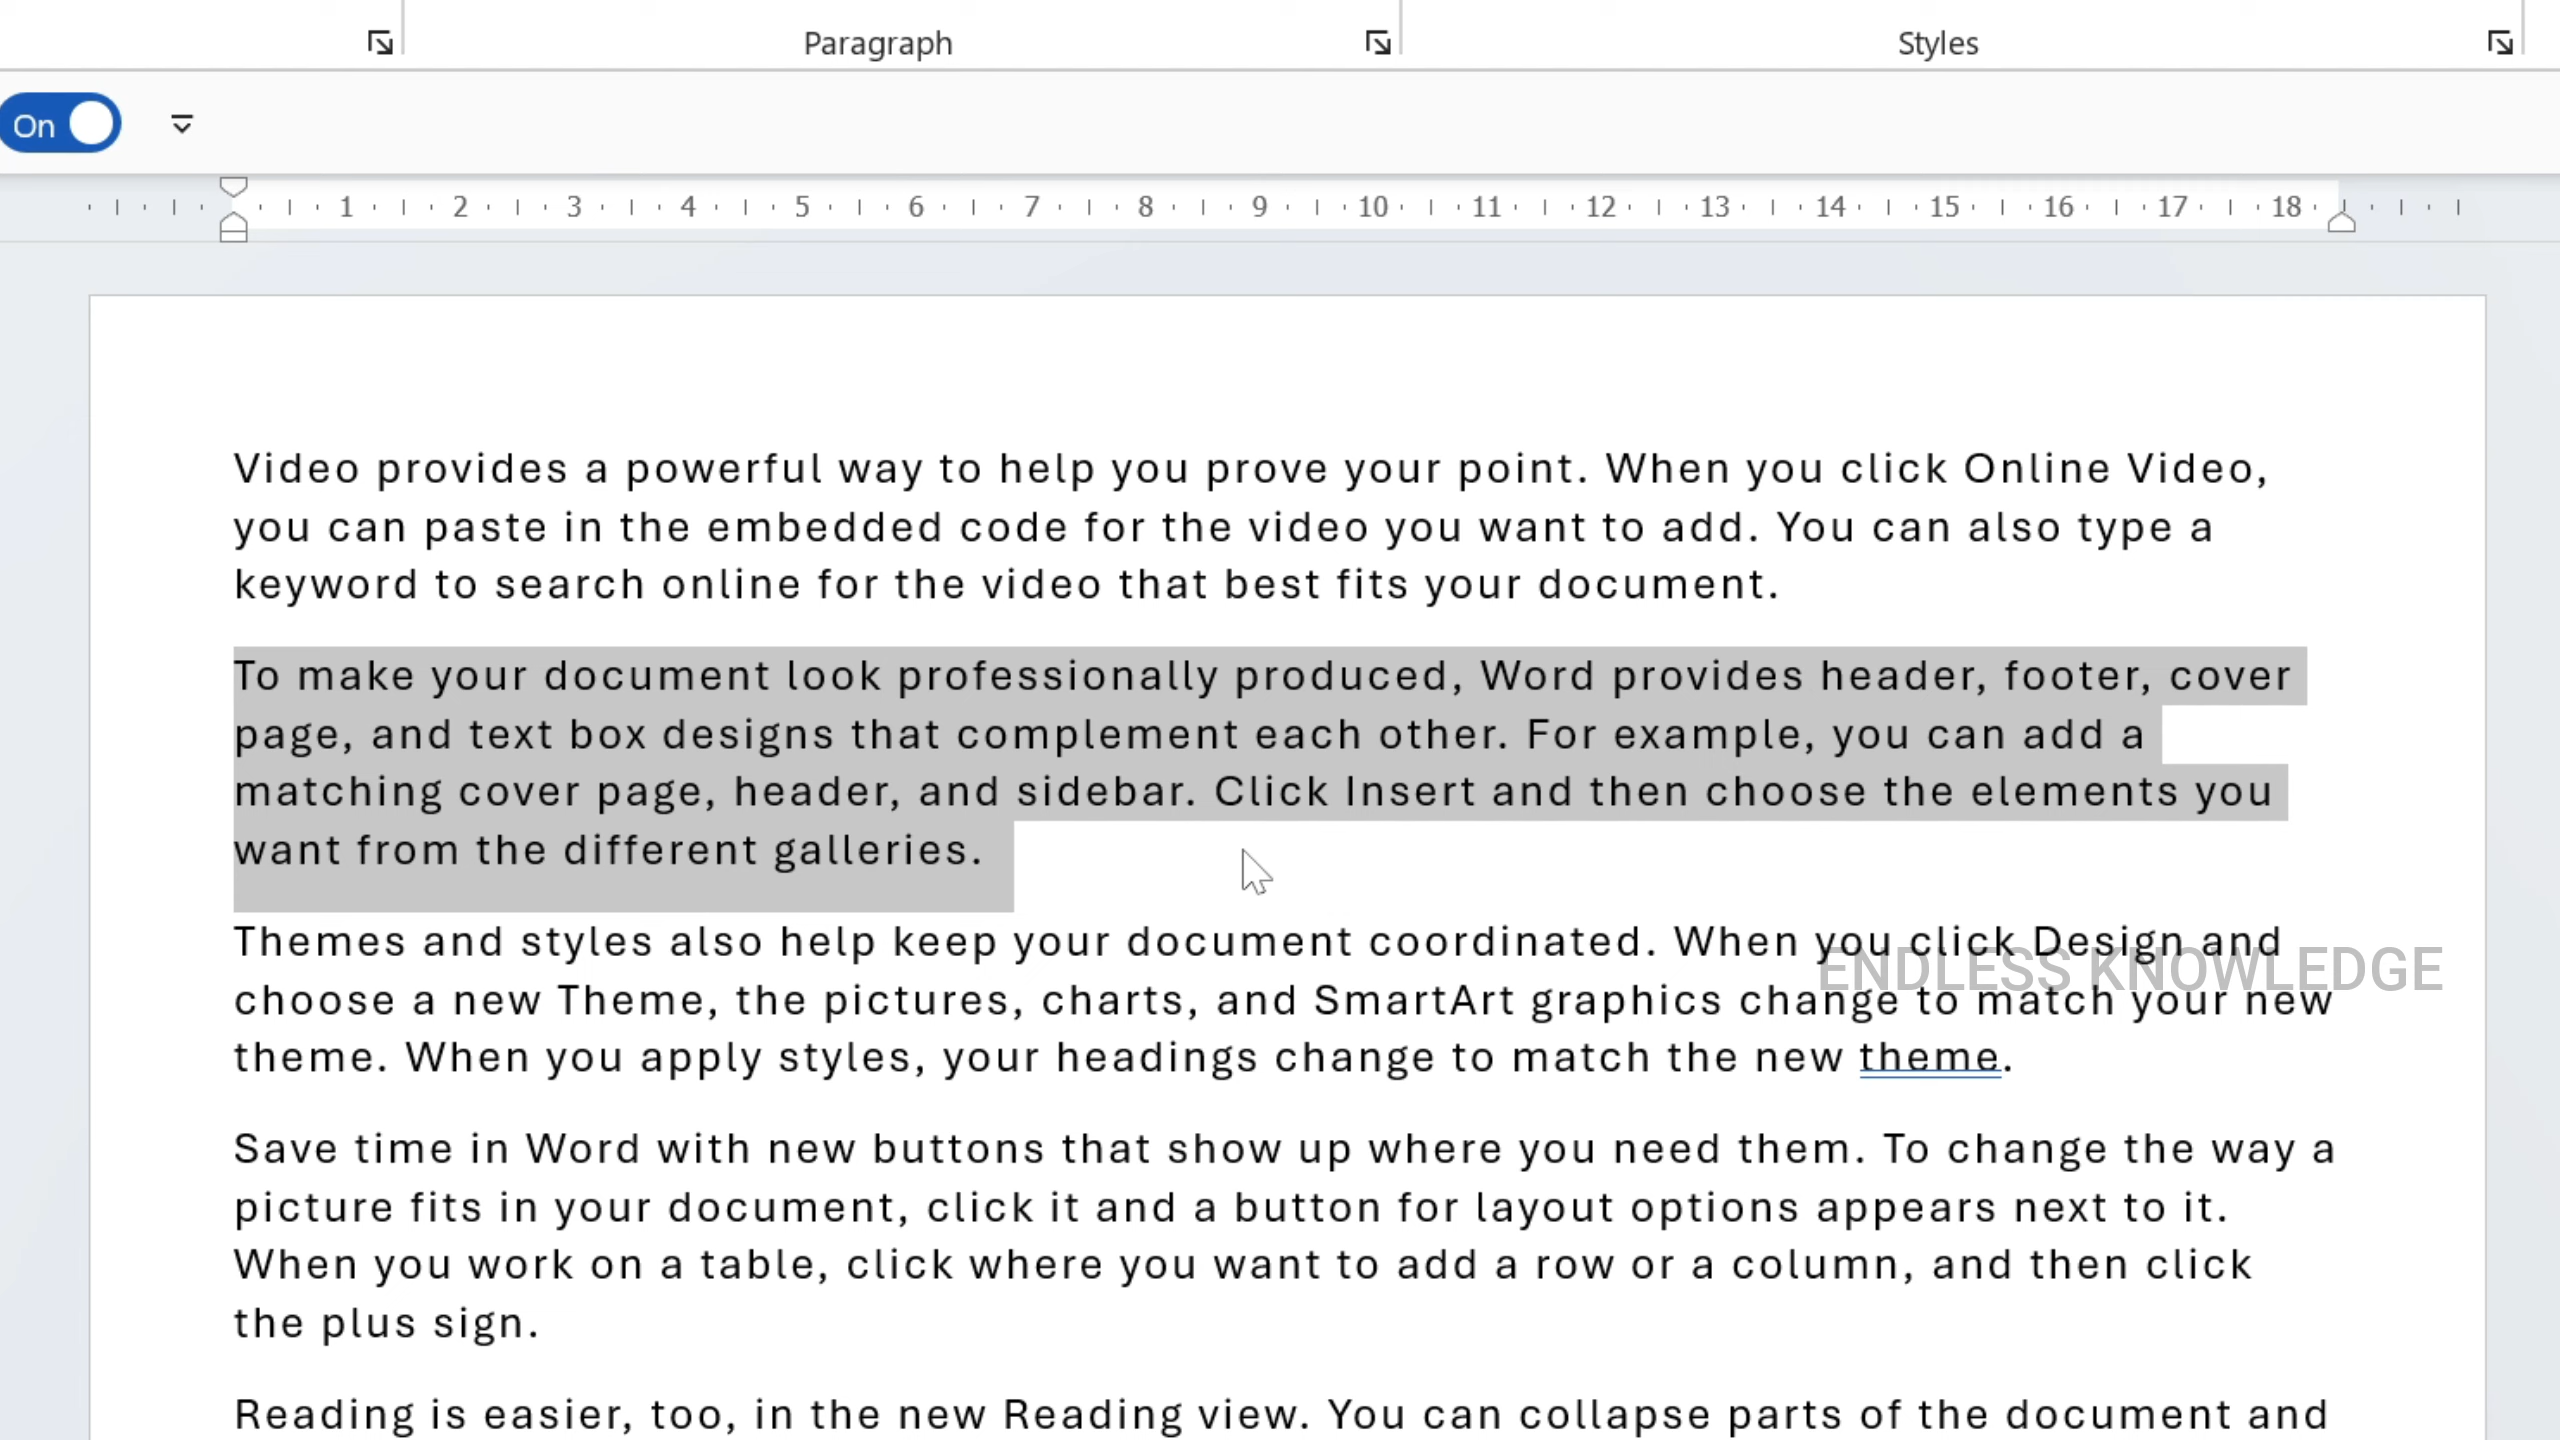 Paragraph
Styles
On
1 2 3 4 5 6 7 8 9 10 11 12 13 14 15 16 17 18
Video provides a powerful way to help you prove your point. When you click Online Video,
you can paste in the embedded code for the video you want to add. You can also type a
keyword to search online for the video that best fits your document.
To make your document look professionally produced, Word provides header, footer, cover
page, and text box designs that complement each other. For example, you can add a
matching cover page, header, and sidebar. Click Insert and then choose the elements you
want from the different galleries.
Themes and styles also help keep your document coordinated. When you click Design and
ENDLESS KNOWLEDGE
choose a new Theme, the pictures, charts, and SmartArt graphics change to match your new
theme. When you apply styles, your headings change to match the new theme.
Save time in Word with new buttons that show up where you need them. To change the way a
picture fits in your document, click it and a button for layout options appears next to it.
When you work on a table, click where you want to add a row or a column, and then click
the plus sign.
Reading is easier, too, in the new Reading view. You can collapse parts of the document and